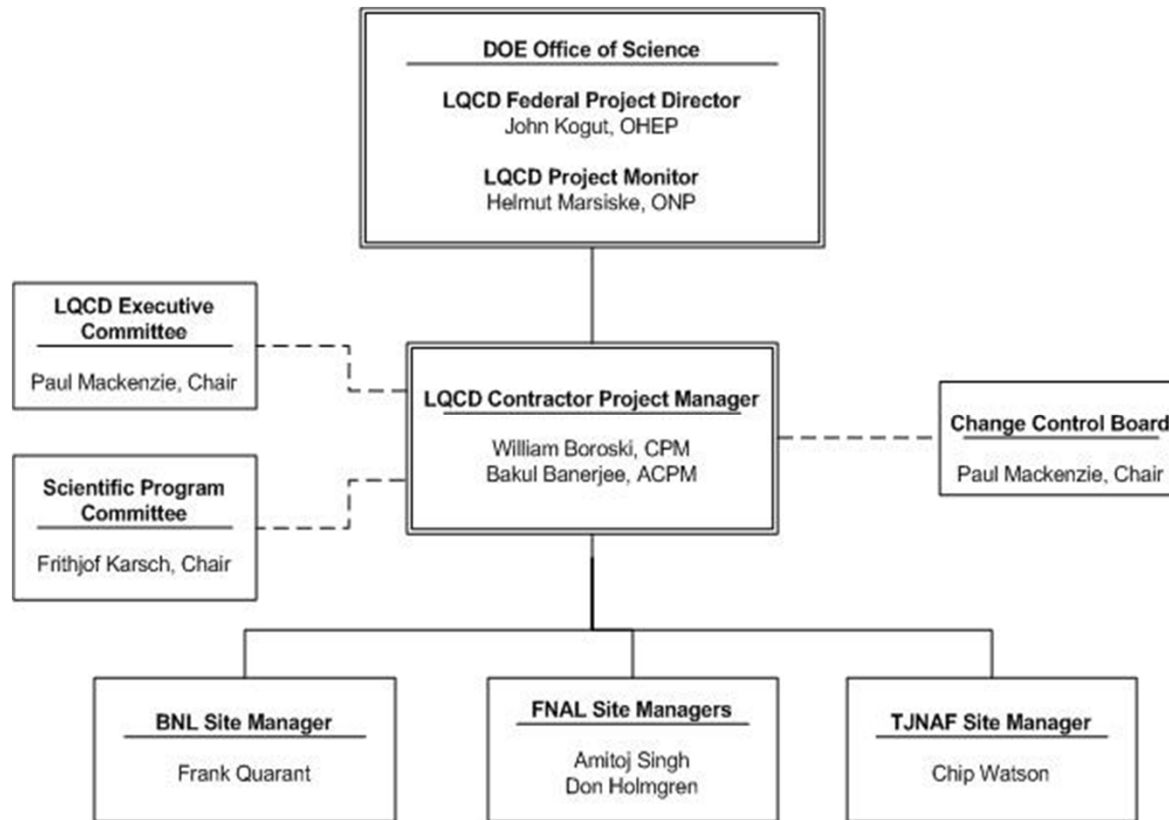 DOE Office of Science
LQCD Federal Project Director
John Kogut, OHEP
LQCD Project Monitor
Helmut Marsiske, ONP
LQCD Executive
Committee
Paul Mackenzie, Chair
Scientific Program
Committee
Frithjof Karsch, Chair
LQCD Contractor Project Manager
William Boroski, CPM
Bakul Banerjee, ACPM
Change Control Board
Paul Mackenzie, Chair
BNL Site Manager
Frank Quarant
FNAL Site Managers
Amitoj Singh
Don Holmgren
TJNAF Site Manager
Chip Watson